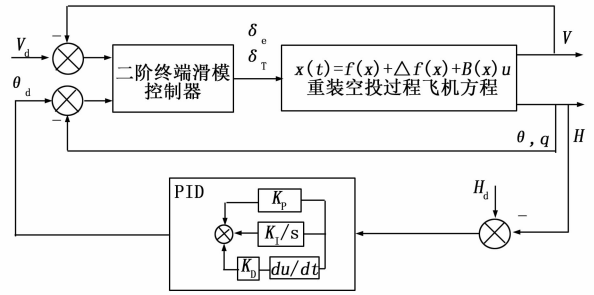 V_d
−
θ_d
−
二阶终端滑模
控制器
δ_e
δ_T
x(t)=f(x)+△f(x)+B(x)u
重装空投过程飞机方程
V
θ,q
H
PID
K_P
K_I/s
K_D
du/dt
H_d
−